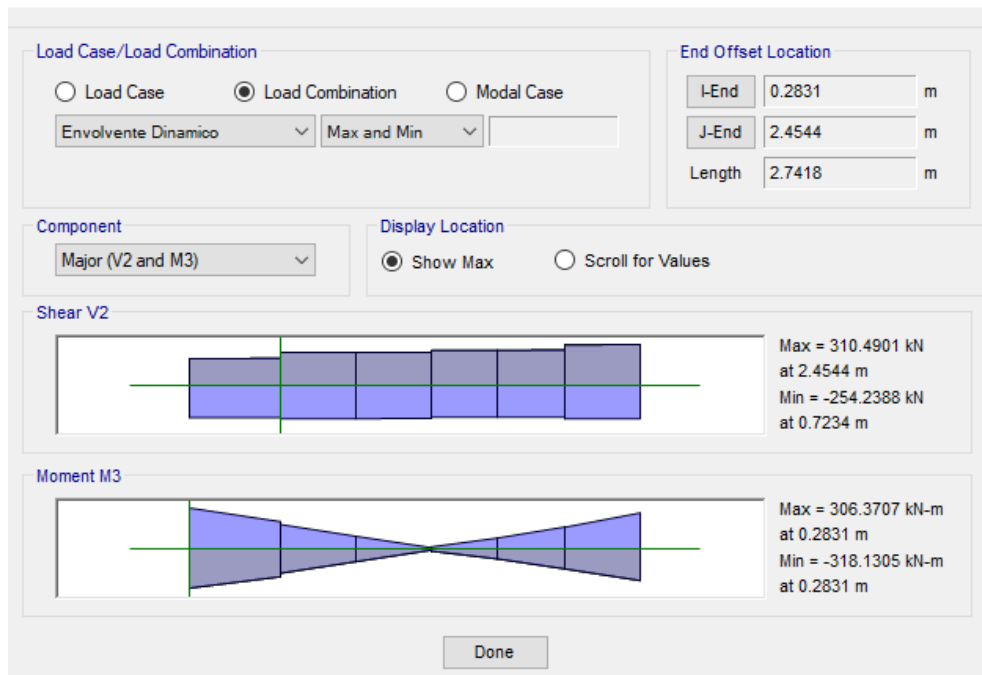 Load Case/Load Combination
Load Case
Load Combination
Modal Case
Envolvente Dinamico
Max and Min
End Offset Location
I-End 0.2831 m
J-End 2.4544 m
Length 2.7418 m
Component
Major (V2 and M3)
Display Location
Show Max
Scroll for Values
Shear V2
Max = 310.4901 kN
at 2.4544 m
Min = -254.2388 kN
at 0.7234 m
Moment M3
Max = 306.3707 kN-m
at 0.2831 m
Min = -318.1305 kN-m
at 0.2831 m
Done